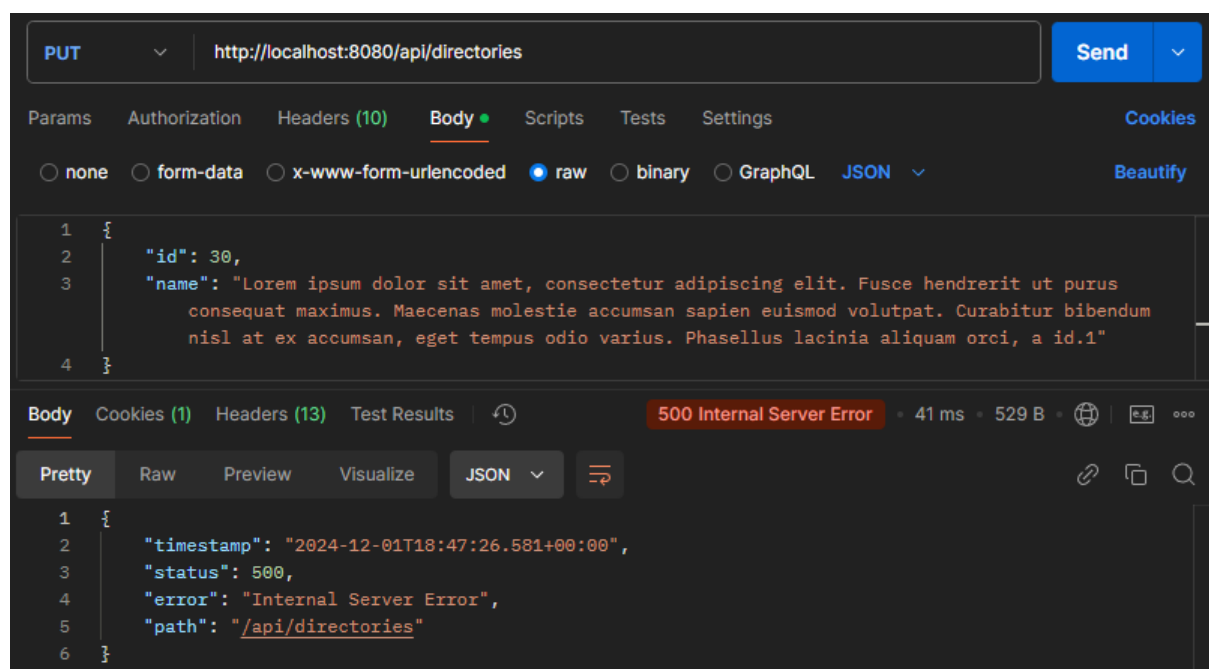 PUT http://localhost:8080/api/directories Send
Params Authorization Headers (10) Body Scripts Tests Settings Cookies
none form-data x-www-form-urlencoded raw binary GraphQL JSON Beautify
1 {
2 "id": 30,
3 "name": "Lorem ipsum dolor sit amet, consectetur adipiscing elit. Fusce hendrerit ut purus
consequat maximus. Maecenas molestie accumsan sapien euismod volutpat. Curabitur bibendum
nisl at ex accumsan, eget tempus odio varius. Phasellus lacinia aliquam orci, a id.1"
4 }
Body Cookies (1) Headers (13) Test Results 500 Internal Server Error 41 ms 529 B e.g.
Pretty Raw Preview Visualize JSON
1 {
2 "timestamp": "2024-12-01T18:47:26.581+00:00",
3 "status": 500,
4 "error": "Internal Server Error",
5 "path": "/api/directories"
6 }